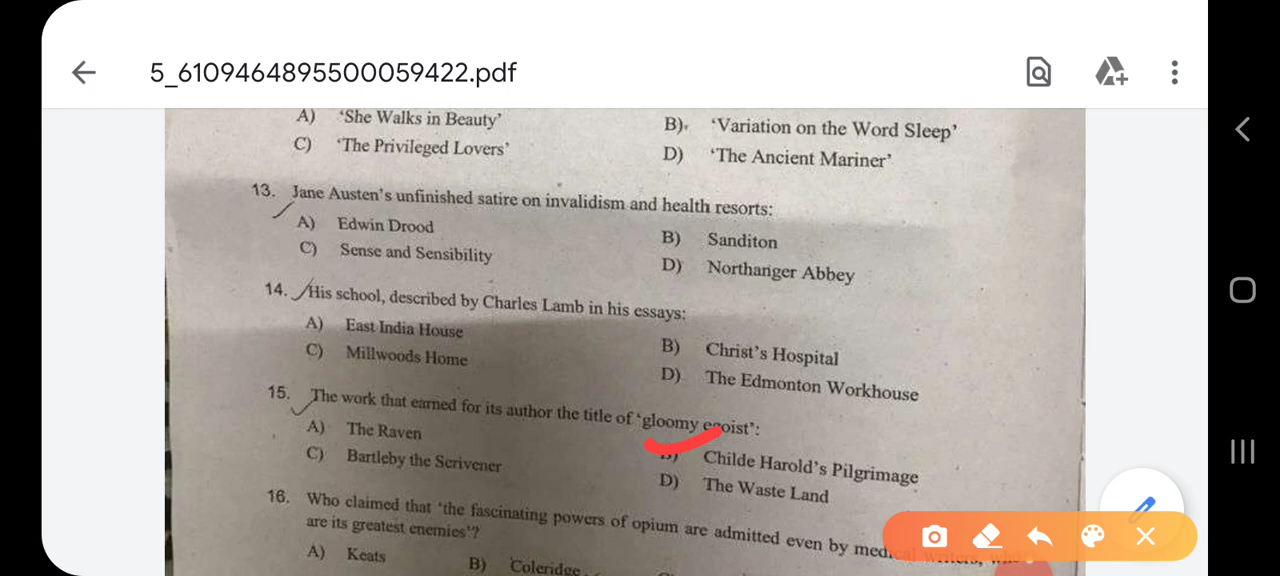 5_6109464895500059422.pdf
A) 'She Walks in Beauty' B). 'Variation on the Word Sleep'
C) 'The Privileged Lovers' D) 'The Ancient Mariner'
13. Jane Austen's unfinished satire on invalidism and health resorts:
A) Edwin Drood B) Sanditon
C) Sense and Sensibility D) Northanger Abbey
14. His school, described by Charles Lamb in his essays:
A) East India House B) Christ's Hospital
C) Millwoods Home D) The Edmonton Workhouse
15. The work that earned for its author the title of 'gloomy egoist':
A) The Raven B) Childe Harold's Pilgrimage
C) Bartleby the Scrivener D) The Waste Land
16. Who claimed that 'the fascinating powers of opium are admitted even by medical writers, who
are its greatest enemies'?
A) Keats B) Coleridge